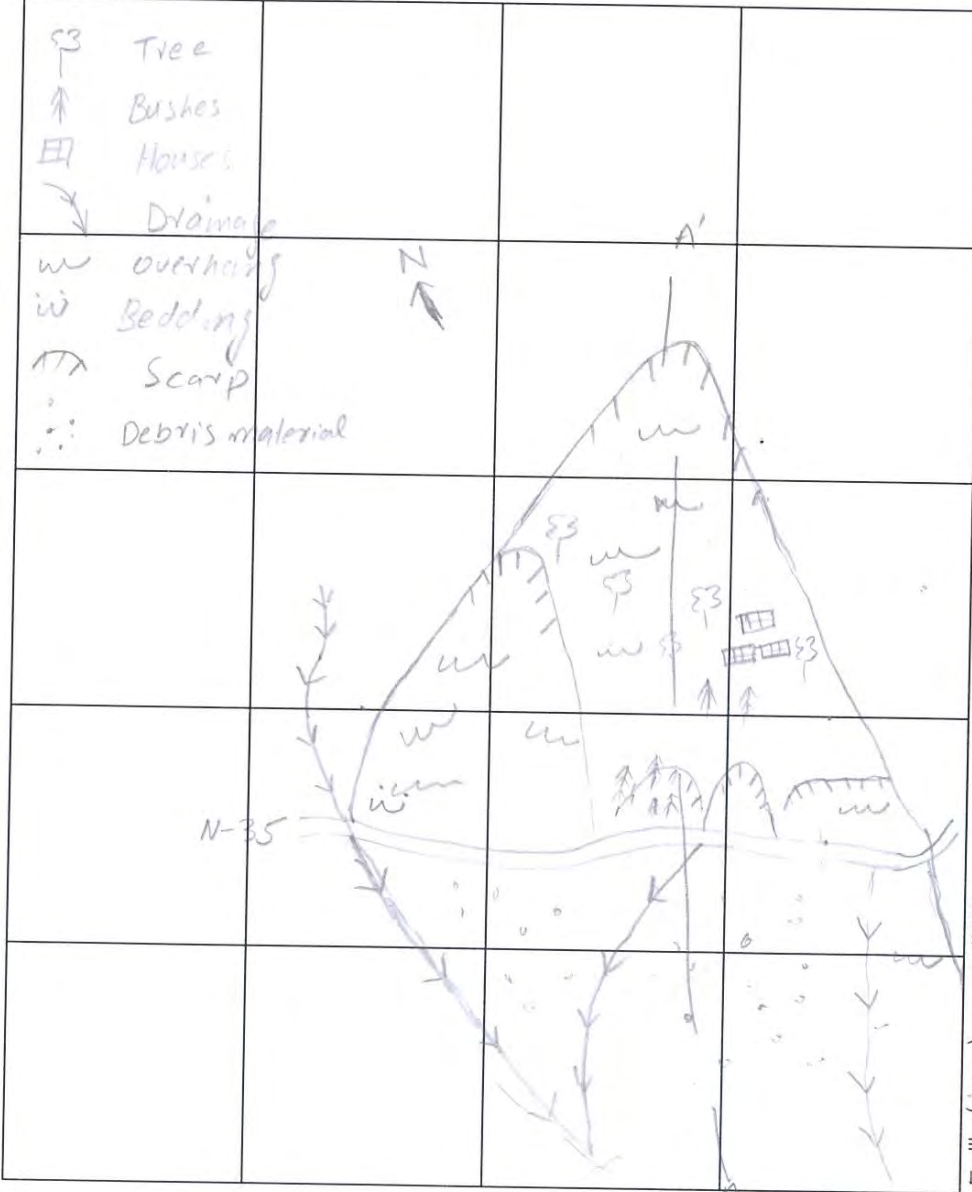 Tree
Bushes
Houses
Drainage
overhang
Bedding
Scarp
Debris material
N
A'
N-35